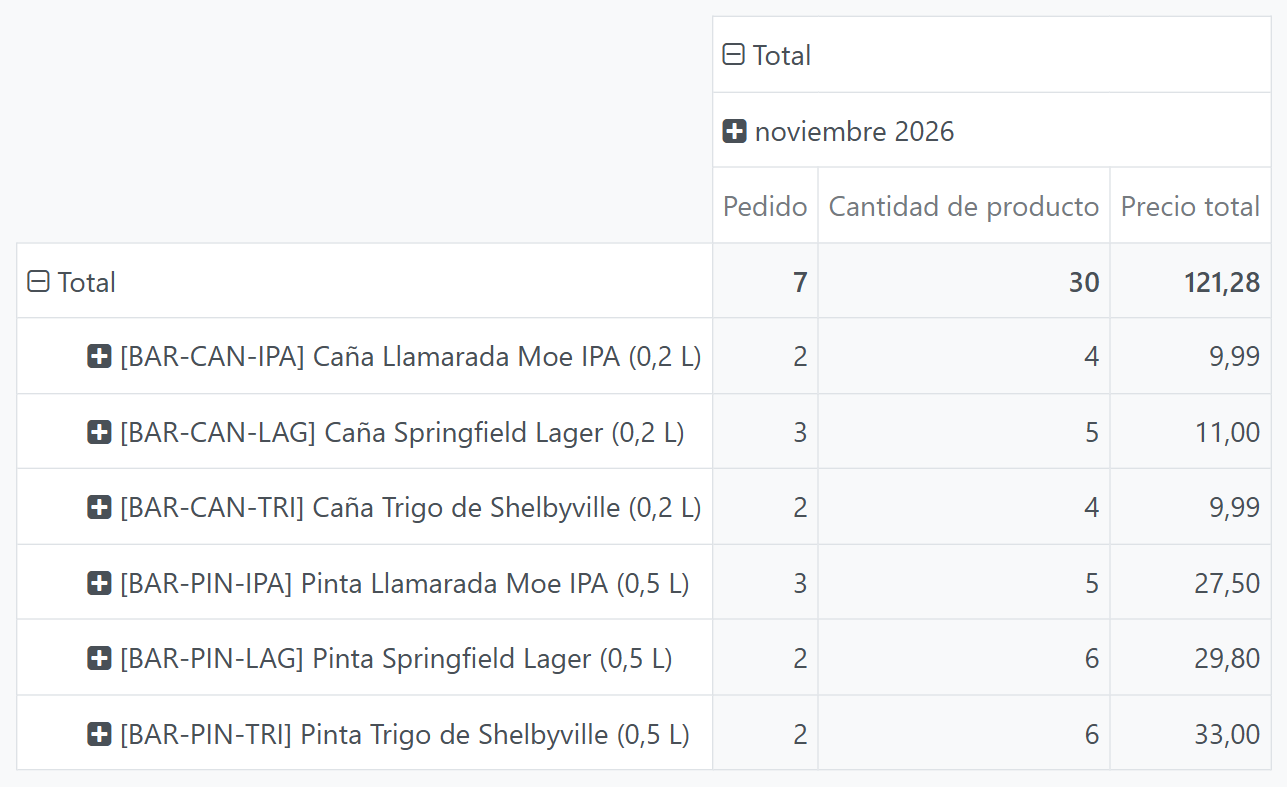 Total
noviembre 2026
Pedido Cantidad de producto Precio total
Total 7 30 121,28
[BAR-CAN-IPA] Caña Llamarada Moe IPA (0,2 L) 2 4 9,99
[BAR-CAN-LAG] Caña Springfield Lager (0,2 L) 3 5 11,00
[BAR-CAN-TRI] Caña Trigo de Shelbyville (0,2 L) 2 4 9,99
[BAR-PIN-IPA] Pinta Llamarada Moe IPA (0,5 L) 3 5 27,50
[BAR-PIN-LAG] Pinta Springfield Lager (0,5 L) 2 6 29,80
[BAR-PIN-TRI] Pinta Trigo de Shelbyville (0,5 L) 2 6 33,00